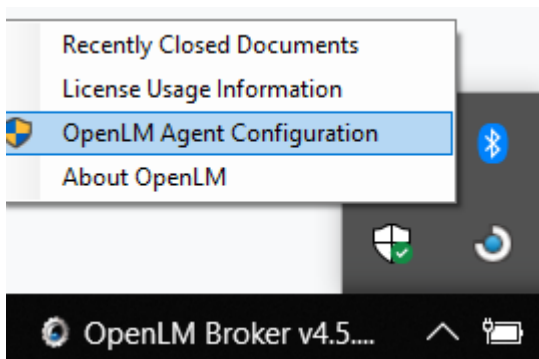 Recently Closed Documents
License Usage Information
OpenLM Agent Configuration
About OpenLM
OpenLM Broker v4.5....